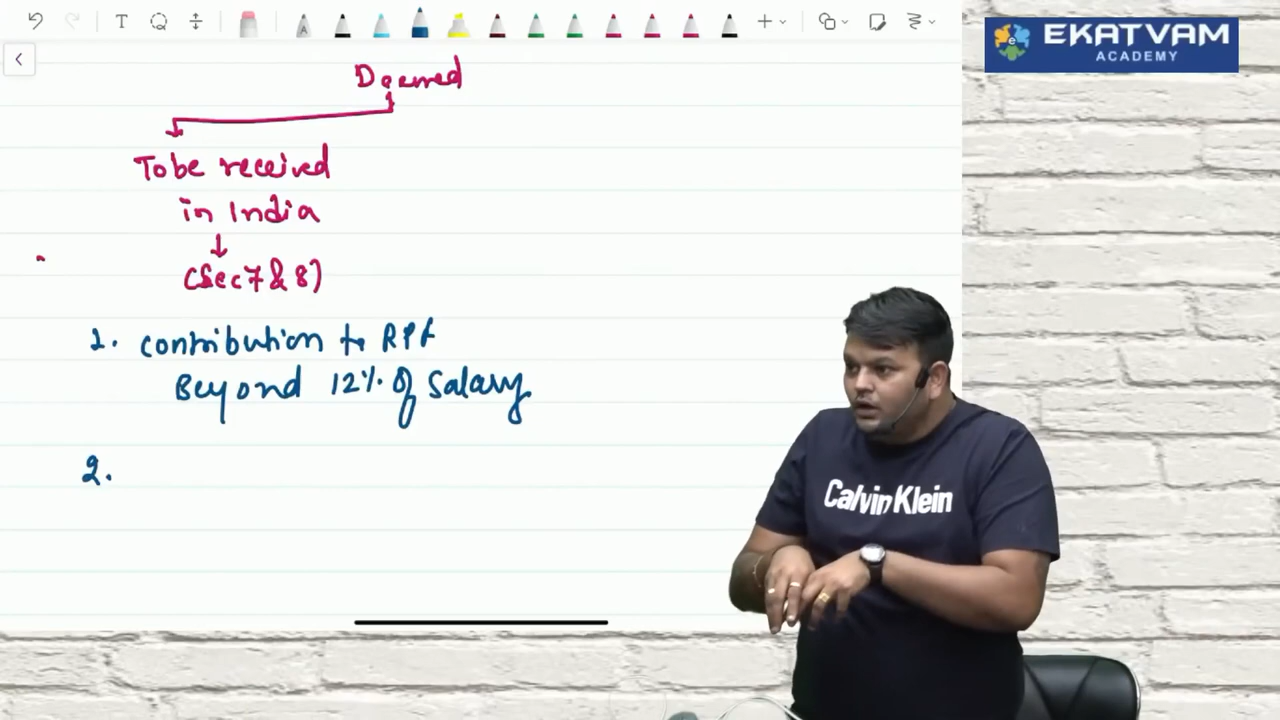 EKATVAM
ACADEMY
Deemed
To be received
in India
(Sec 7 & 8)
1. Contribution to RPF
Beyond 12% of Salary
2.
Calvin Klein